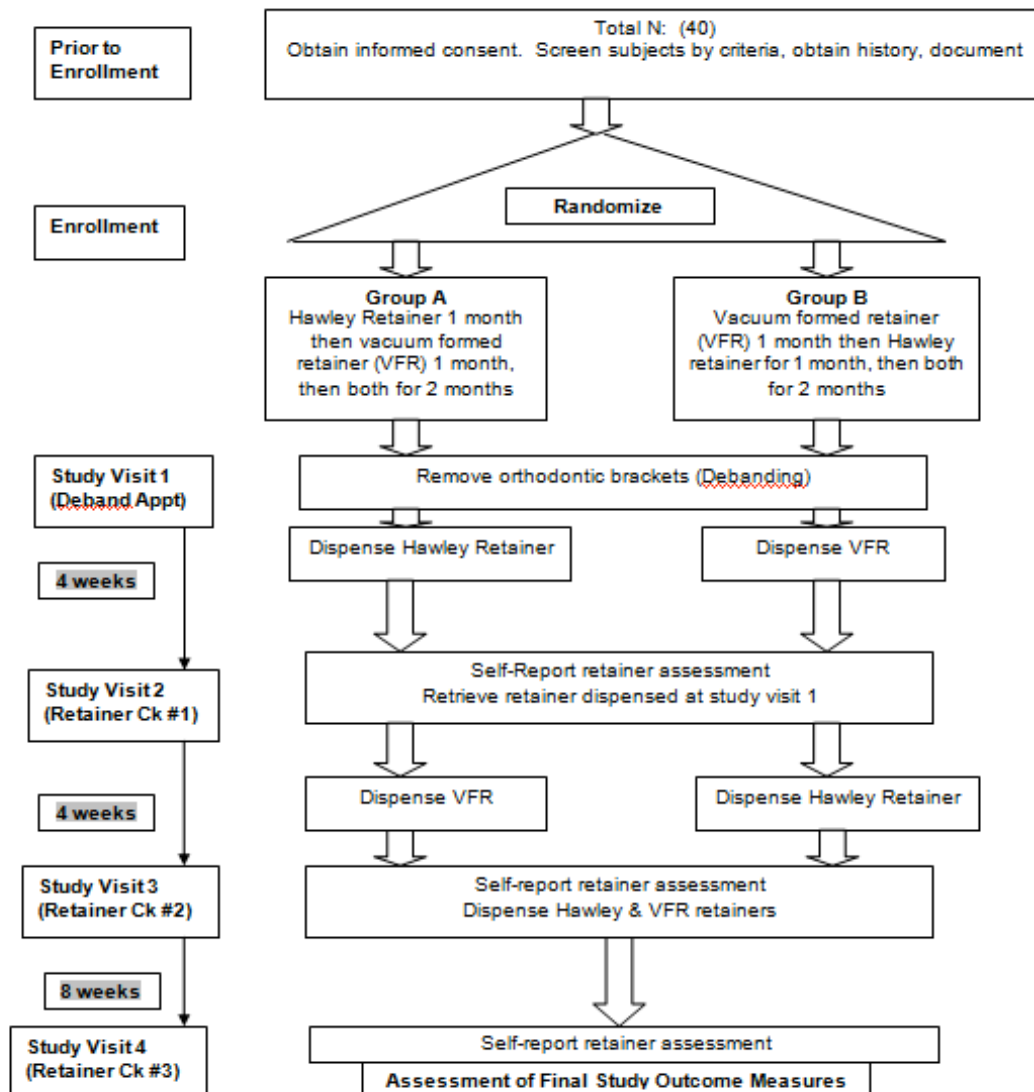 Prior to
Enrollment
Total N:  (40)
Obtain informed consent.  Screen subjects by criteria, obtain history, document
Enrollment
Randomize
Group A
Hawley Retainer 1 month
then vacuum formed
retainer (VFR) 1 month,
then both for 2 months
Group B
Vacuum formed retainer
(VFR) 1 month then Hawley
retainer for 1 month, then both
for 2 months
Study Visit 1
(Deband Appt)
Remove orthodontic brackets (Debanding)
Dispense Hawley Retainer
Dispense VFR
4 weeks
Study Visit 2
(Retainer Ck #1)
Self-Report retainer assessment
Retrieve retainer dispensed at study visit 1
4 weeks
Dispense VFR
Dispense Hawley Retainer
Study Visit 3
(Retainer Ck #2)
Self-report retainer assessment
Dispense Hawley & VFR retainers
8 weeks
Study Visit 4
(Retainer Ck #3)
Self-report retainer assessment
Assessment of Final Study Outcome Measures